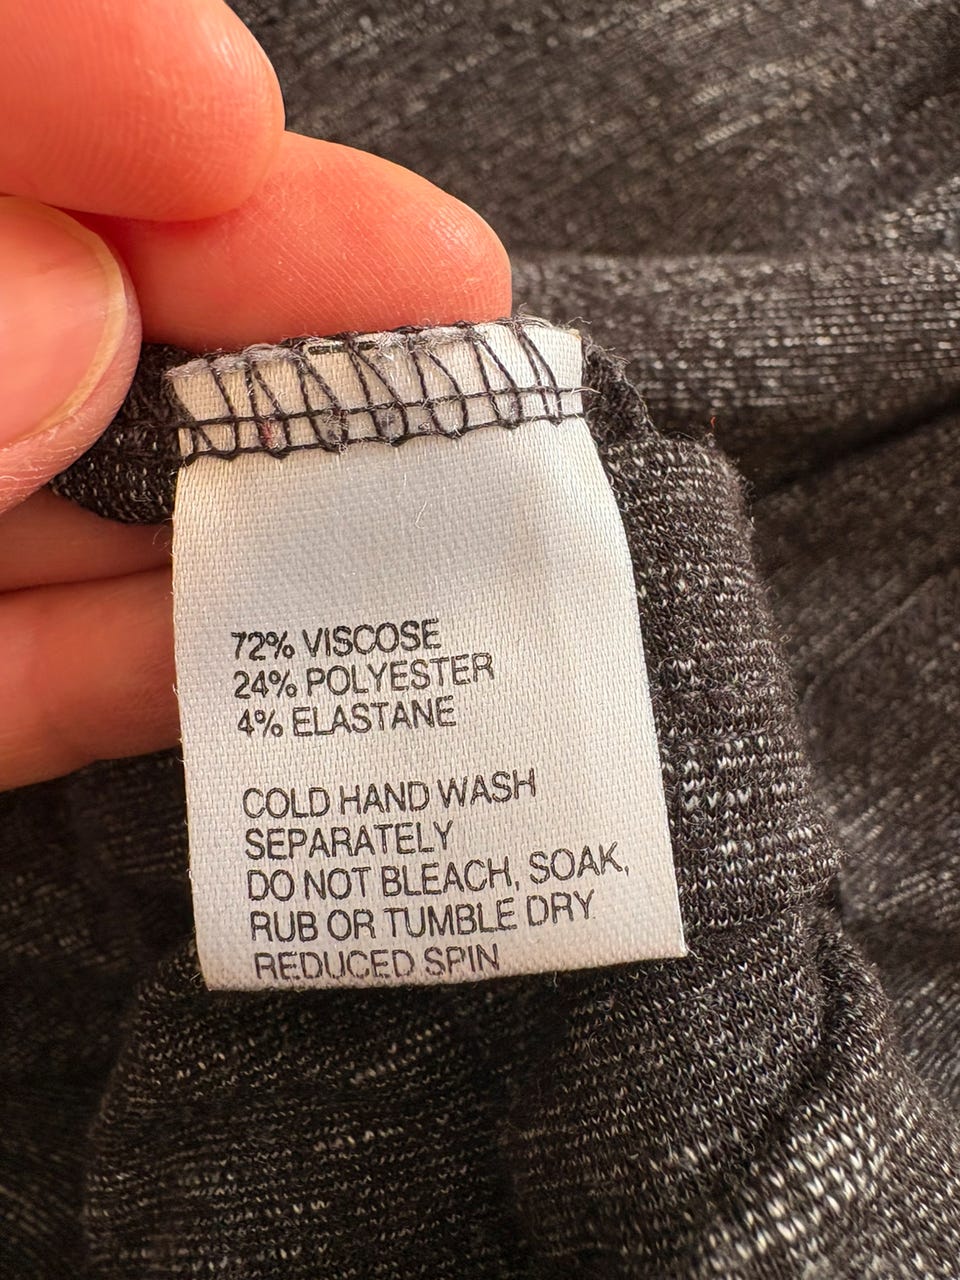 72% VISCOSE
24% POLYESTER
4% ELASTANE
COLD HAND WASH
SEPARATELY
DO NOT BLEACH, SOAK,
RUB OR TUMBLE DRY
REDUCED SPIN